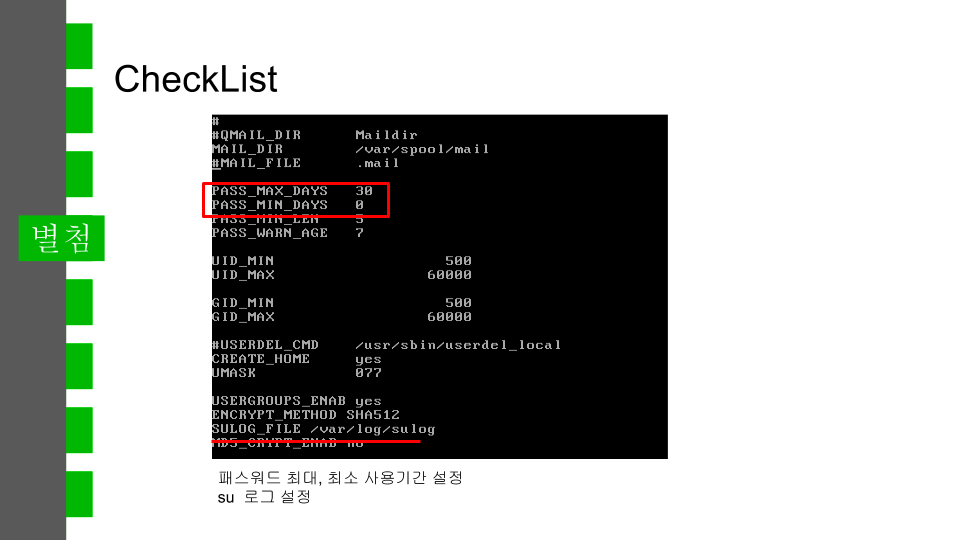 CheckList
별첨
#
#QMAIL_DIR Maildir
MAIL_DIR /var/spool/mail
#MAIL_FILE .mail
PASS_MAX_DAYS 30
PASS_MIN_DAYS 0
PASS_MIN_LEN 5
PASS_WARN_AGE 7
UID_MIN 500
UID_MAX 60000
GID_MIN 500
GID_MAX 60000
#USERDEL_CMD /usr/sbin/userdel_local
CREATE_HOME yes
UMASK 077
USERGROUPS_ENAB yes
ENCRYPT_METHOD SHA512
SULOG_FILE /var/log/sulog
MD5_CRYPT_ENAB no
패스워드 최대, 최소 사용기간 설정
su 로그 설정